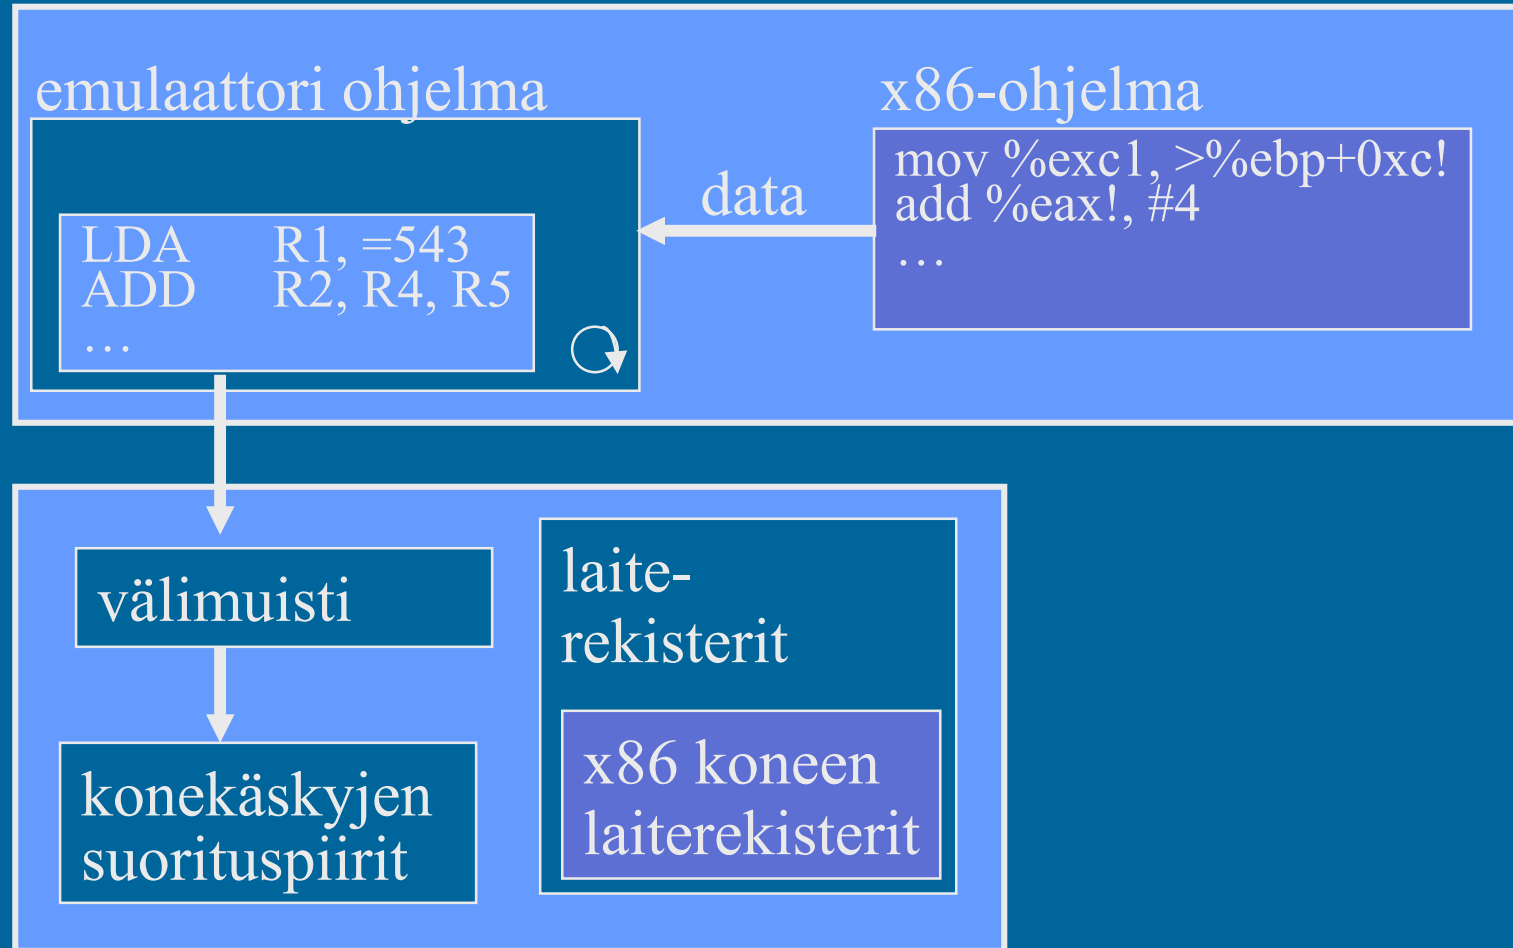 emulaattori ohjelma
x86-ohjelma
mov %exc1, >%ebp+0xc!
add %eax!, #4
…
data
LDA R1, =543
ADD R2, R4, R5
…
välimuisti
konekäskyjen
suorituspiirit
laite-
rekisterit
x86 koneen
laiterekisterit